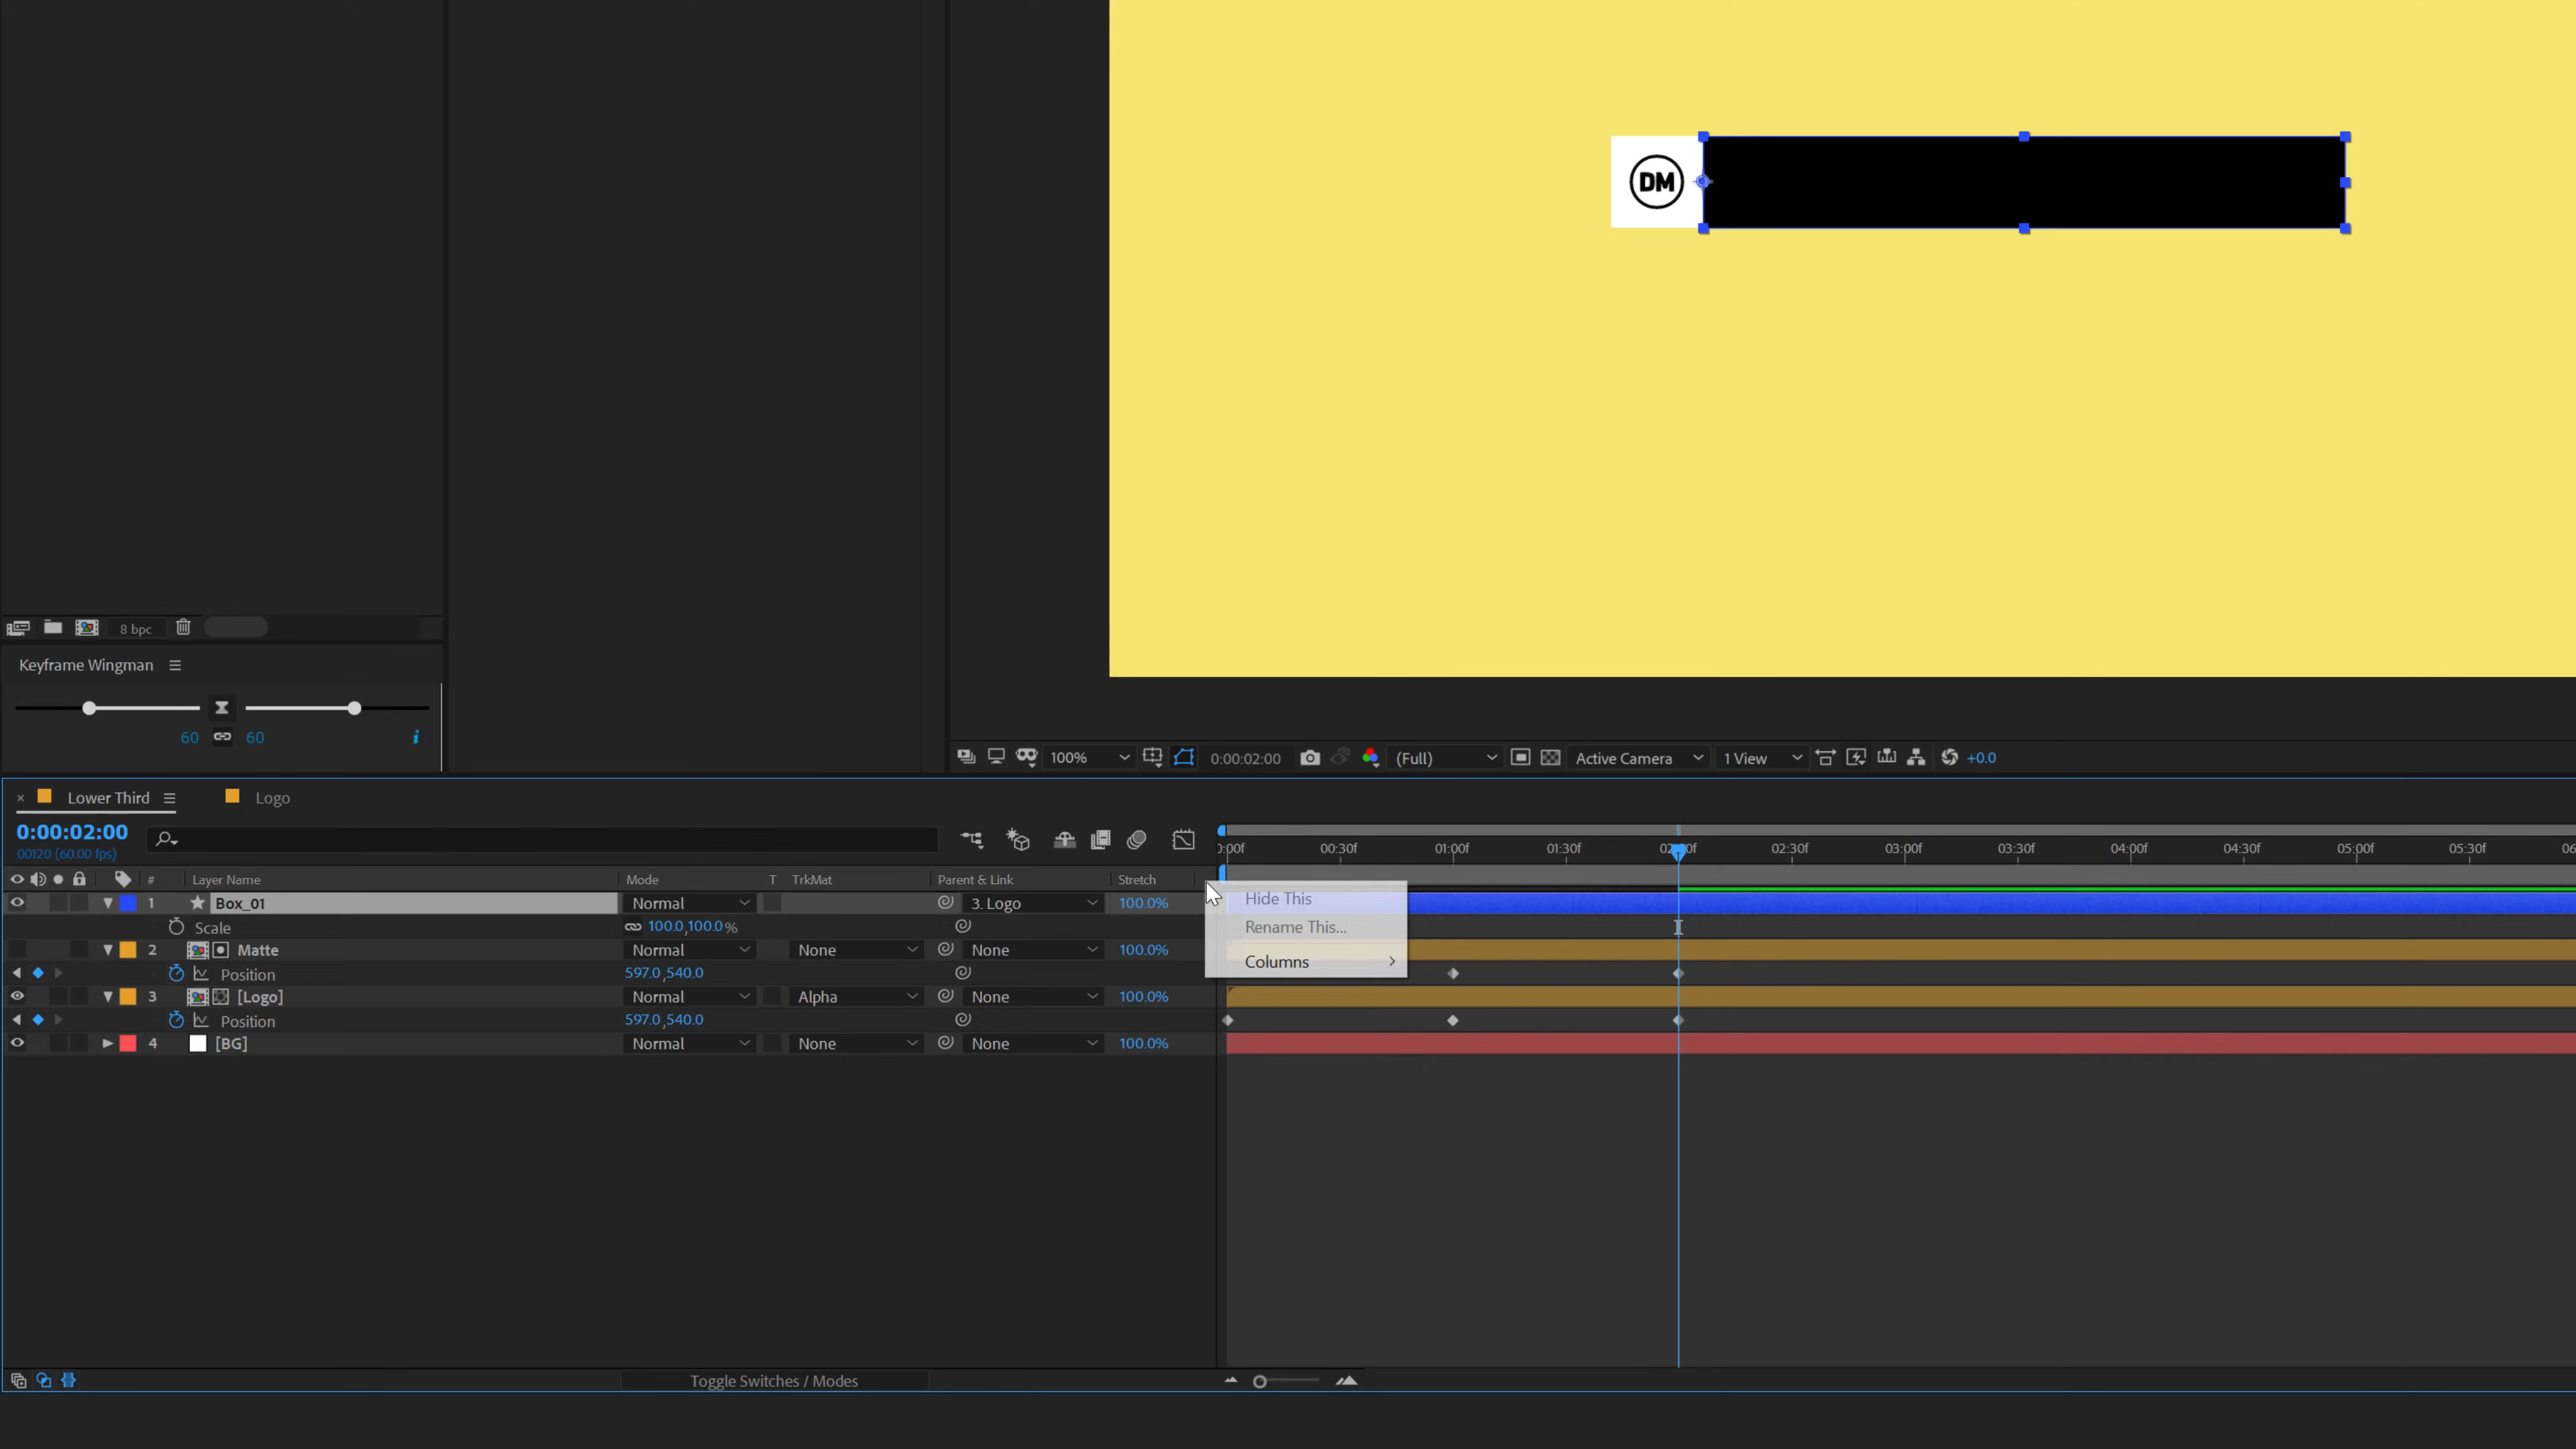 DM
8 bpc
Keyframe Wingman
60 60
100% 0:00:02:00 (Full) Active Camera 1 View +0.0
Lower Third Logo
0:00:02:00
00120 (60.00 fps)
0:00f 00:30f 01:00f 01:30f 02:00f 02:30f 03:00f 03:30f 04:00f 04:30f 05:00f 05:30f
# Layer Name Mode T TrkMat Parent & Link Stretch
1 Box_01 Normal 3. Logo 100.0%
Scale 100.0,100.0%
2 Matte Normal None None 100.0%
Position 597.0,540.0
3 [Logo] Normal Alpha None 100.0%
Position 597.0,540.0
4 [BG] Normal None None 100.0%
Hide This
Rename This...
Columns
Toggle Switches / Modes